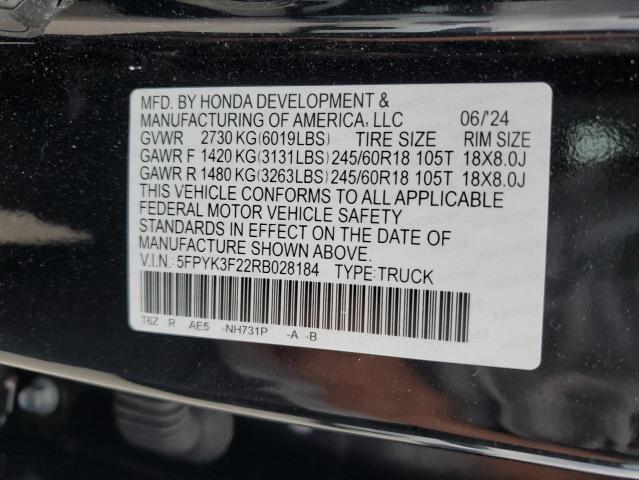 MFD. BY HONDA DEVELOPMENT &
MANUFACTURING OF AMERICA, LLC 06/'24
GVWR 2730 KG(6019LBS) TIRE SIZE RIM SIZE
GAWR F 1420 KG(3131LBS)245/60R18 105T 18X8.0J
GAWR R 1480 KG(3263LBS)245/60R18 105T 18X8.0J
THIS VEHICLE CONFORMS TO ALL APPLICABLE
FEDERAL MOTOR VEHICLE SAFETY
STANDARDS IN EFFECT ON THE DATE OF
MANUFACTURE SHOWN ABOVE.
V.I.N.:5FPYK3F22RB028184 TYPE:TRUCK
T6Z R AE5 -NH731P -A -B